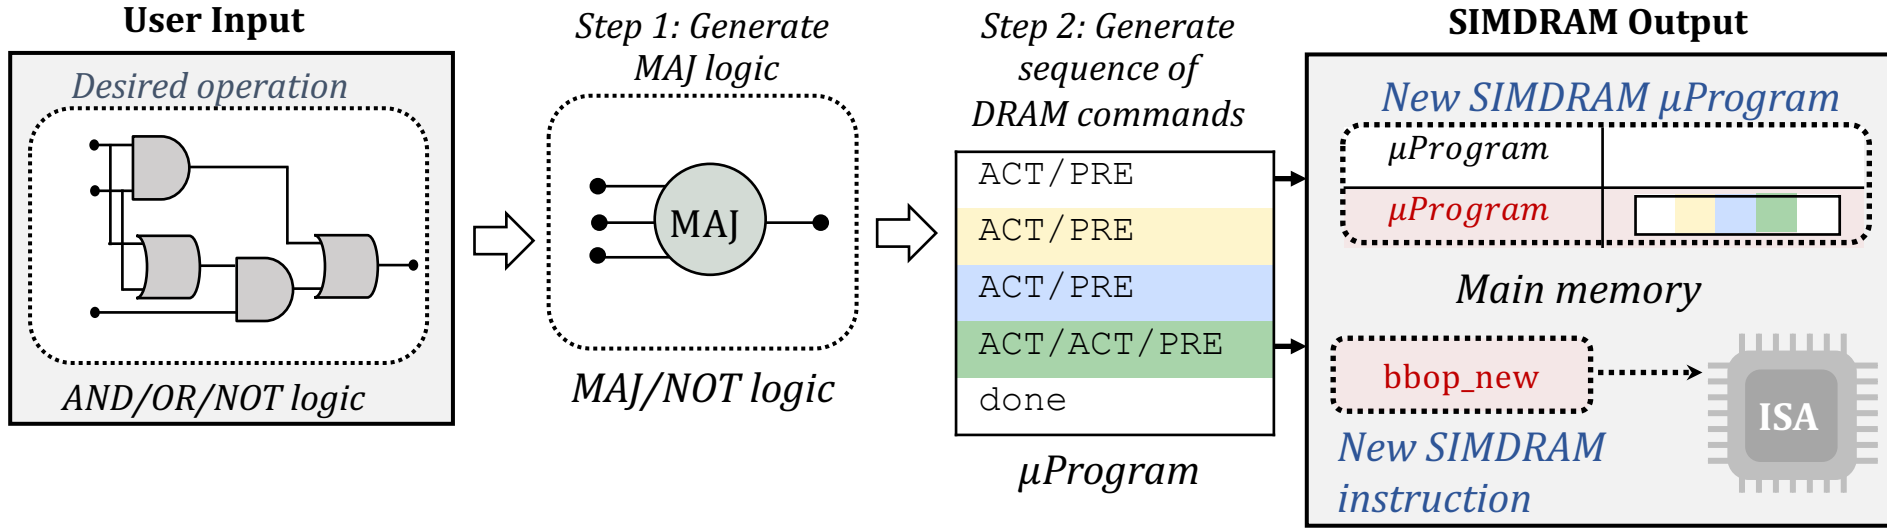 User Input
Desired operation
AND/OR/NOT logic
Step 1: Generate
MAJ logic
MAJ
MAJ/NOT logic
Step 2: Generate
sequence of
DRAM commands
ACT/PRE
ACT/PRE
ACT/PRE
ACT/ACT/PRE
done
μProgram
SIMDRAM Output
New SIMDRAM μProgram
μProgram
μProgram
Main memory
bbop_new
ISA
New SIMDRAM
instruction